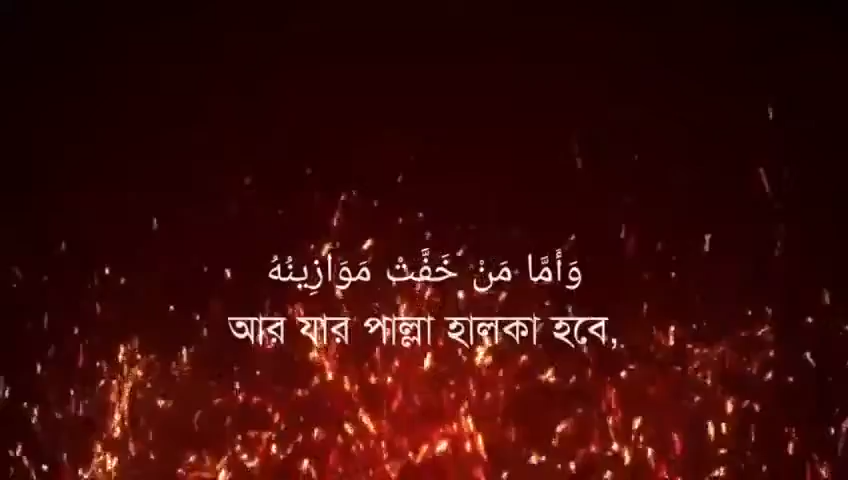 وَأَمَّا مَنْ خَفَّتْ مَوَازِينُهُ
আর যার পাল্লা হালকা হবে,